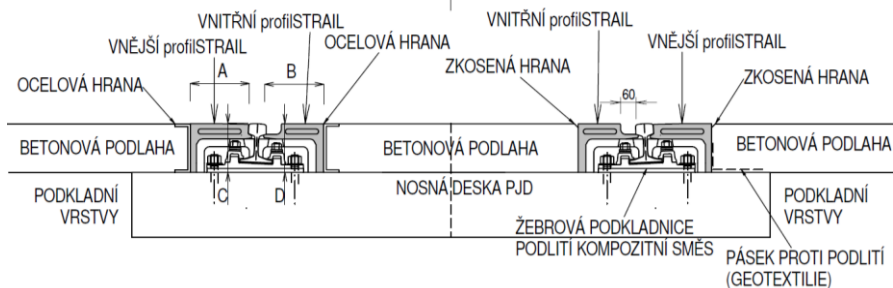 VNITŘNÍ profilSTRAIL
VNĚJŠÍ profilSTRAIL
OCELOVÁ HRANA
A
B
OCELOVÁ HRANA
VNITŘNÍ profilSTRAIL
VNĚJŠÍ profilSTRAIL
ZKOSENÁ HRANA
60
ZKOSENÁ HRANA
BETONOVÁ PODLAHA
BETONOVÁ PODLAHA
BETONOVÁ PODLAHA
BETONOVÁ PODLAHA
PODKLADNÍ
VRSTVY
C
D
NOSNÁ DESKA PJD
ŽEBROVÁ PODKLADNICE
PODLITÍ KOMPOZITNÍ SMĚS
PODKLADNÍ
VRSTVY
PÁSEK PROTI PODLITÍ
(GEOTEXTILIE)